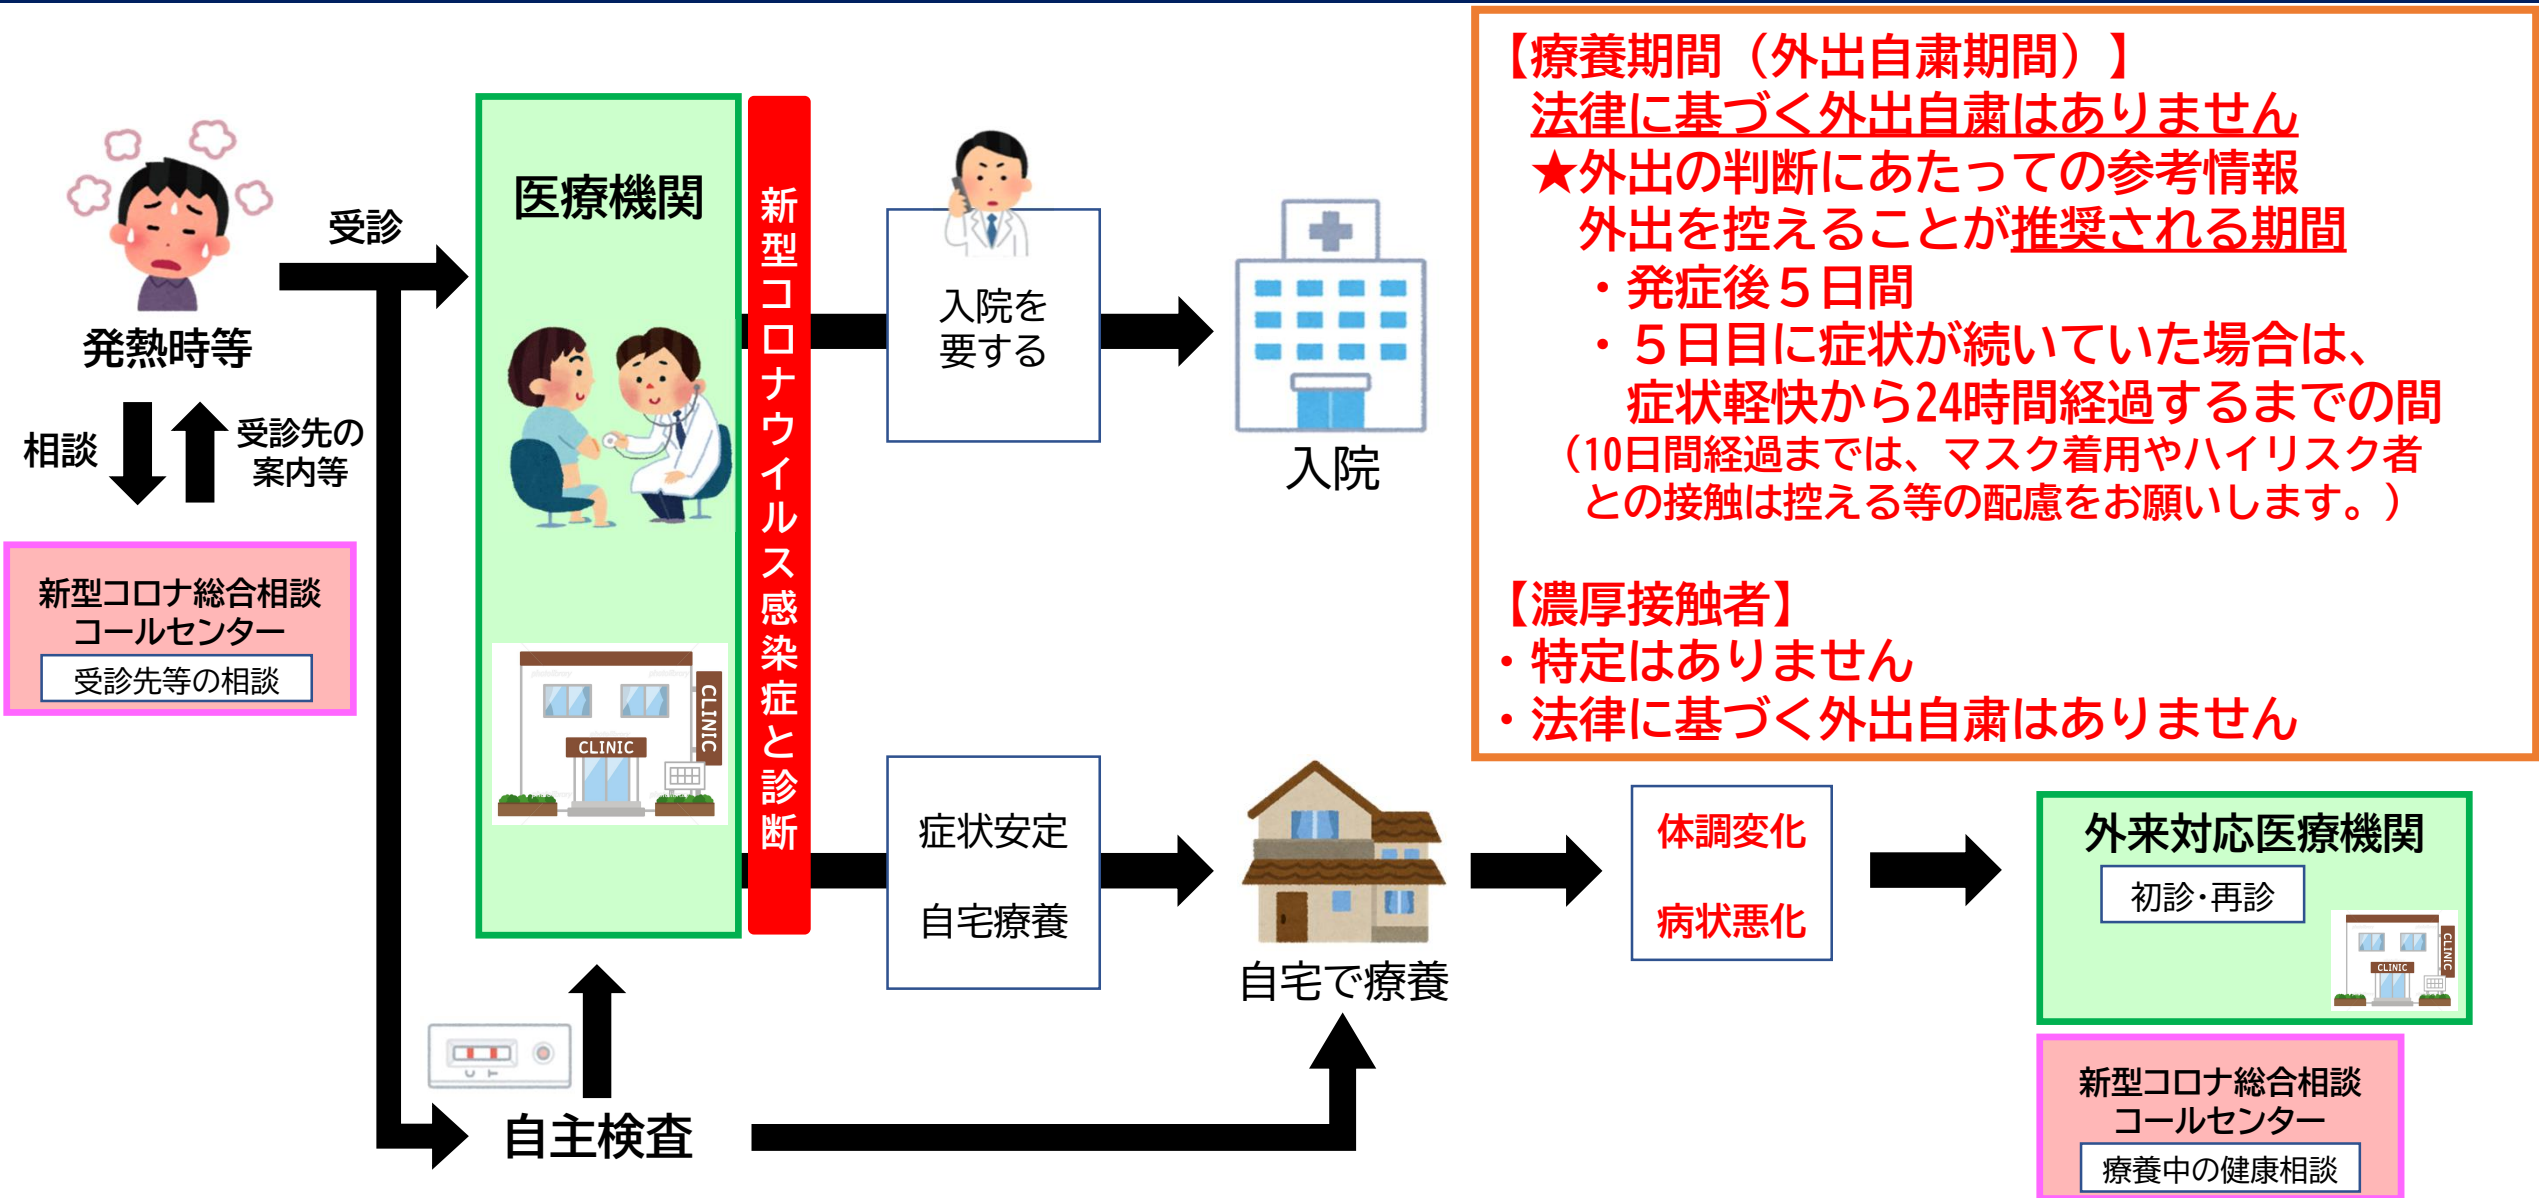 発熱時等
受診
相談
受診先の
案内等
新型コロナ総合相談
コールセンター
受診先等の相談
医療機関
CLINIC
CLINIC
新型コロナウイルス感染症と診断
自主検査
入院を
要する
入院
症状安定
自宅療養
自宅で療養
体調変化
病状悪化
外来対応医療機関
初診・再診
CLINIC
CLINIC
新型コロナ総合相談
コールセンター
療養中の健康相談
【療養期間（外出自粛期間）】
法律に基づく外出自粛はありません
★外出の判断にあたっての参考情報
外出を控えることが推奨される期間
・発症後５日間
・５日目に症状が続いていた場合は、
症状軽快から24時間経過するまでの間
（10日間経過までは、マスク着用やハイリスク者
との接触は控える等の配慮をお願いします。）
【濃厚接触者】
・特定はありません
・法律に基づく外出自粛はありません